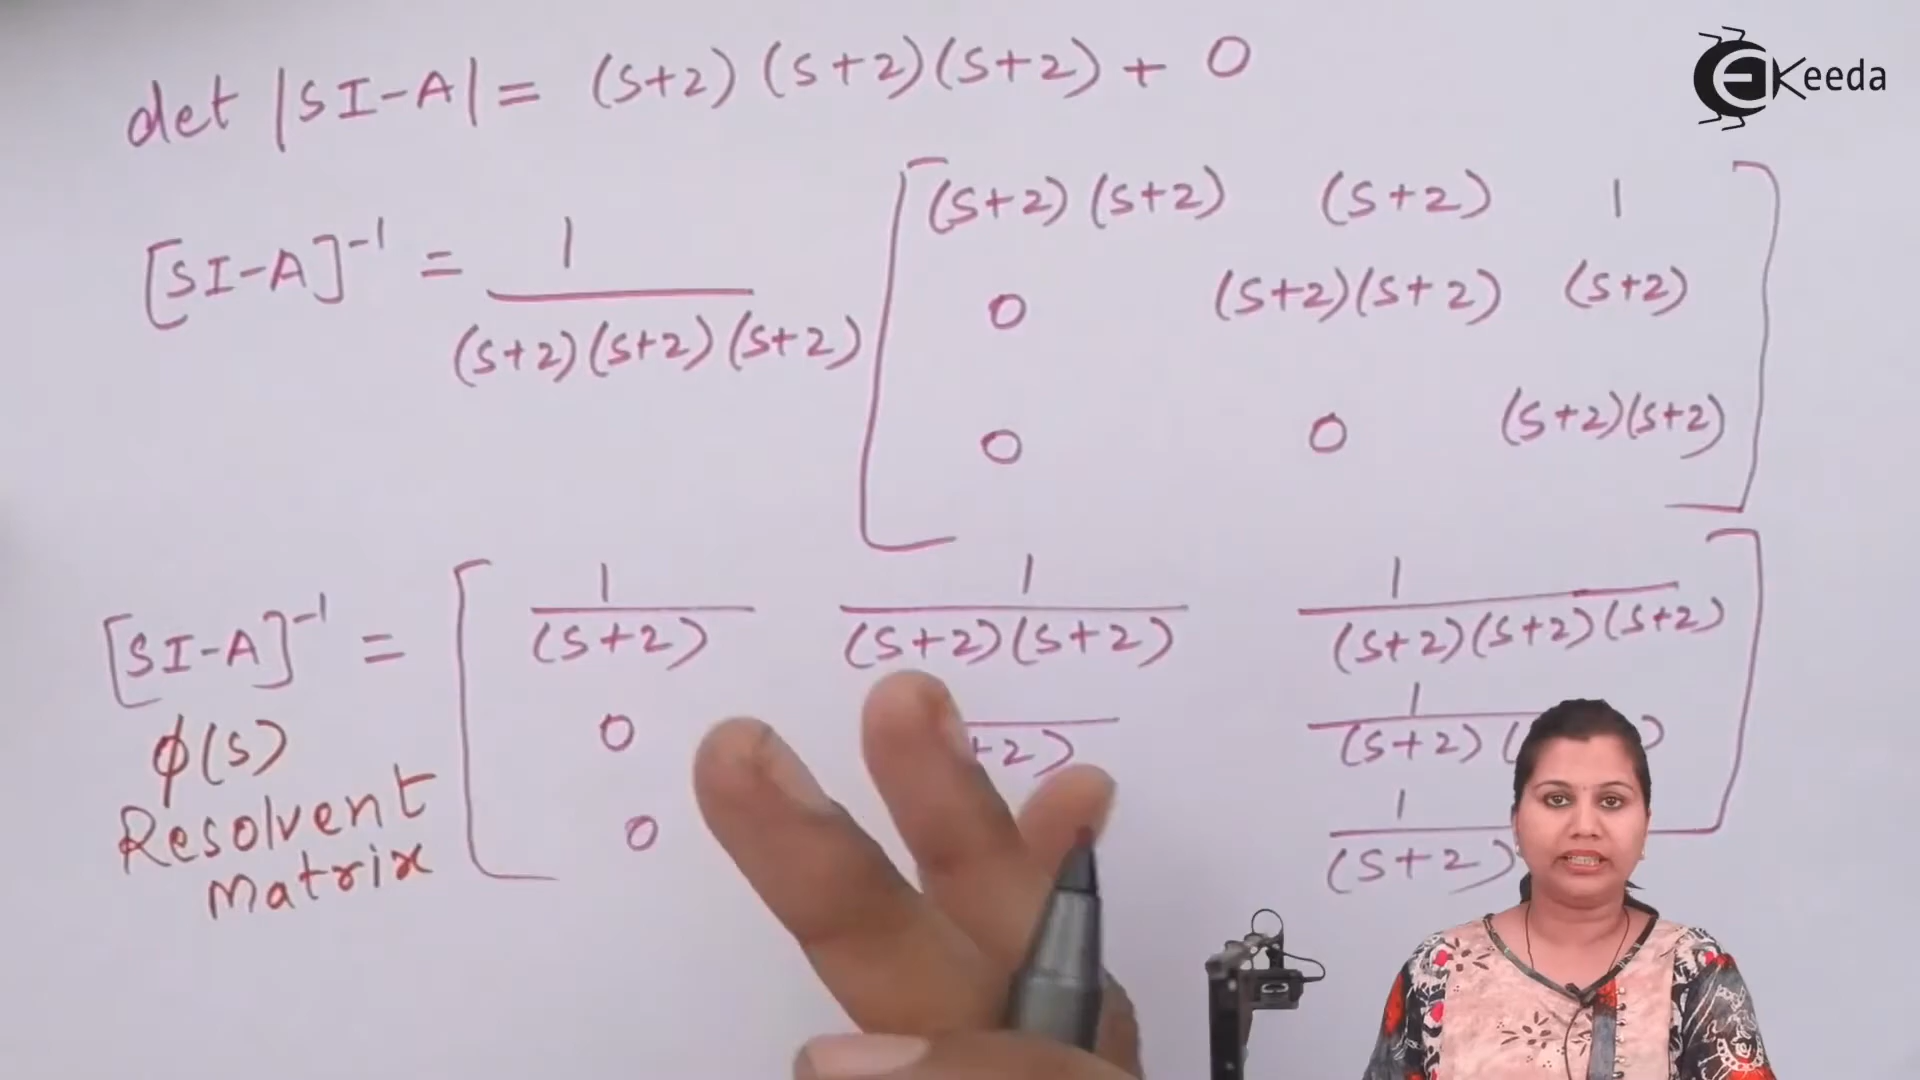 EKeeda
det |SI-A| = (S+2) (S+2)(S+2) + 0
[SI-A]⁻¹ = 1 / (S+2)(S+2)(S+2)
(S+2)(S+2) (S+2) 1
0 (S+2)(S+2) (S+2)
0 0 (S+2)(S+2)
[SI-A]⁻¹ =
1/(S+2) 1/(S+2)(S+2) 1/(S+2)(S+2)(S+2)
0 +2) 1/(S+2)( )
0 1/(S+2)
φ(s)
Resolvent
Matrix